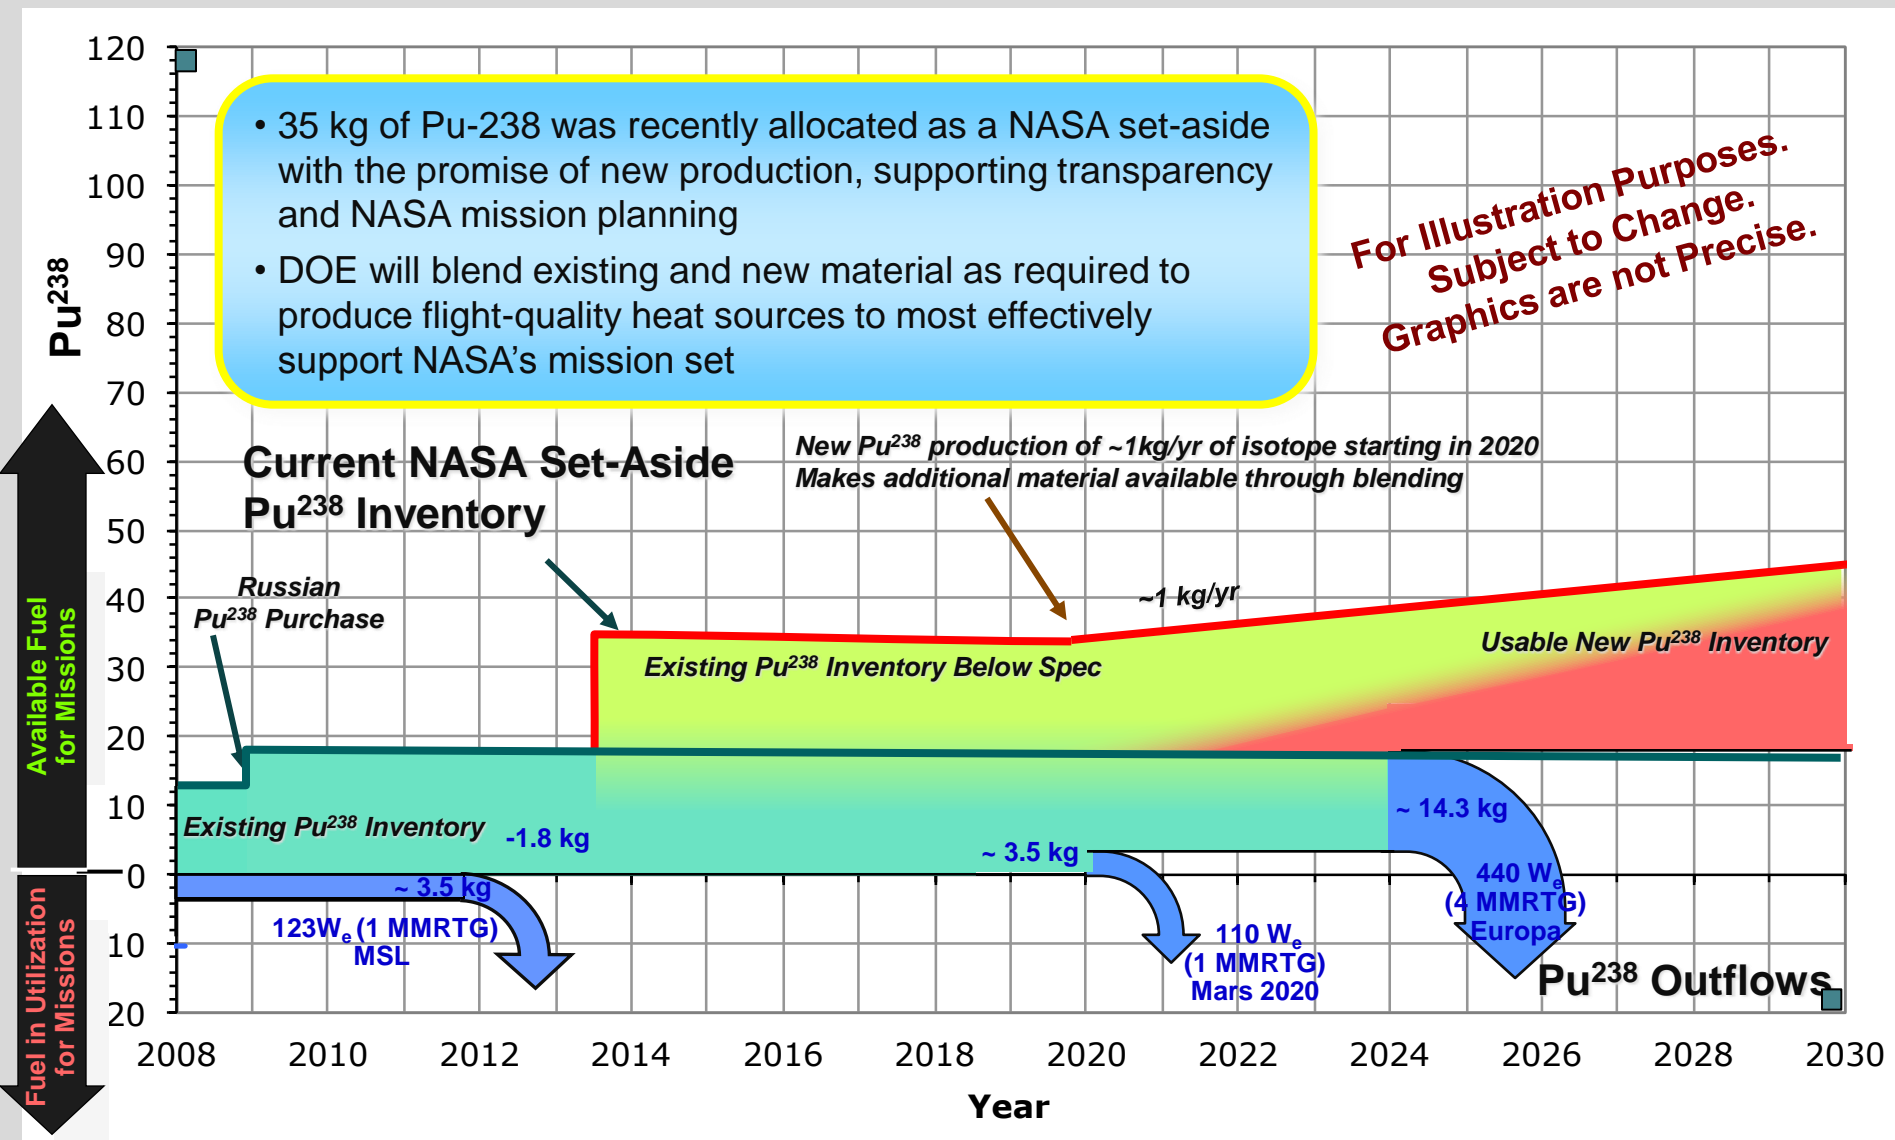 • 35 kg of Pu-238 was recently allocated as a NASA set-aside
with the promise of new production, supporting transparency
and NASA mission planning
• DOE will blend existing and new material as required to
produce flight-quality heat sources to most effectively
support NASA's mission set
For Illustration Purposes.
Subject to Change.
Graphics are not Precise.
Pu238
120
110
100
90
80
70
60
50
40
30
20
10
0
10
20
Available Fuel
for Missions
Fuel in Utilization
for Missions
Current NASA Set-Aside
Pu238 Inventory
New Pu238 production of ~1kg/yr of isotope starting in 2020
Makes additional material available through blending
Russian
Pu238 Purchase
~1 kg/yr
Existing Pu238 Inventory Below Spec
Usable New Pu238 Inventory
Existing Pu238 Inventory
-1.8 kg
~ 3.5 kg
~ 14.3 kg
~ 3.5 kg
123We (1 MMRTG)
MSL
110 We
(1 MMRTG)
Mars 2020
440 We
(4 MMRTG)
Europa
Pu238 Outflows
2008 2010 2012 2014 2016 2018 2020 2022 2024 2026 2028 2030
Year